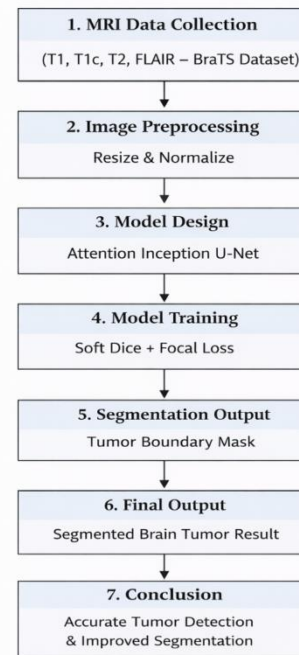 1. MRI Data Collection
(T1, T1c, T2, FLAIR – BraTS Dataset)
2. Image Preprocessing
Resize & Normalize
3. Model Design
Attention Inception U-Net
4. Model Training
Soft Dice + Focal Loss
5. Segmentation Output
Tumor Boundary Mask
6. Final Output
Segmented Brain Tumor Result
7. Conclusion
Accurate Tumor Detection
& Improved Segmentation